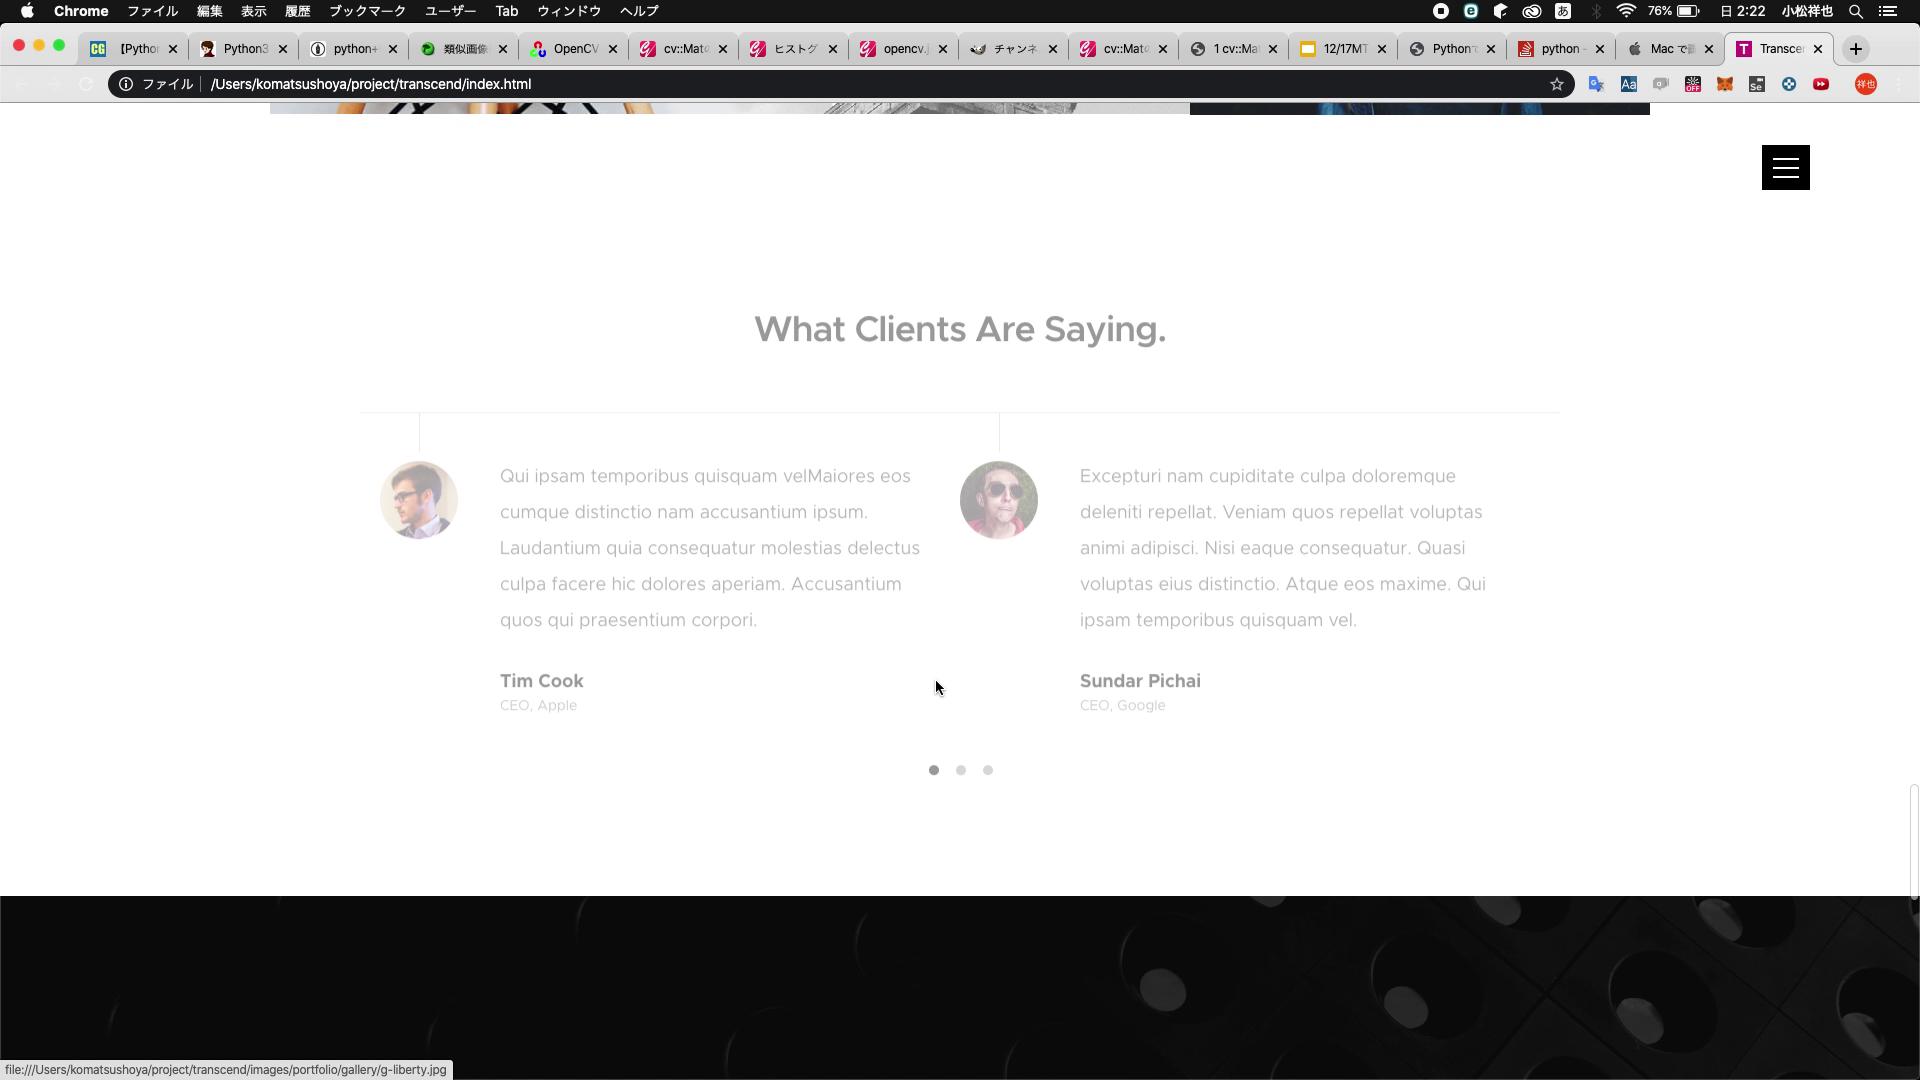 Chrome ファイル 編集 表示 履歴 ブックマーク ユーザー Tab ウィンドウ ヘルプ 76% 日 2:22 小松祥也
【Pythor Python3 python+ 類似画像 OpenCV cv::Mat ヒストグ opencv. チャンネ cv::Mat 1 cv::Ma 12/17MT Python python - Mac で Transce
ファイル /Users/komatsushoya/project/transcend/index.html 祥也
What Clients Are Saying.
Qui ipsam temporibus quisquam velMaiores eos
cumque distinctio nam accusantium ipsum.
Laudantium quia consequatur molestias delectus
culpa facere hic dolores aperiam. Accusantium
quos qui praesentium corpori.
Tim Cook
CEO, Apple
Excepturi nam cupiditate culpa doloremque
deleniti repellat. Veniam quos repellat voluptas
animi adipisci. Nisi eaque consequatur. Quasi
voluptas eius distinctio. Atque eos maxime. Qui
ipsam temporibus quisquam vel.
Sundar Pichai
CEO, Google
file:///Users/komatsushoya/project/transcend/images/portfolio/gallery/g-liberty.jpg